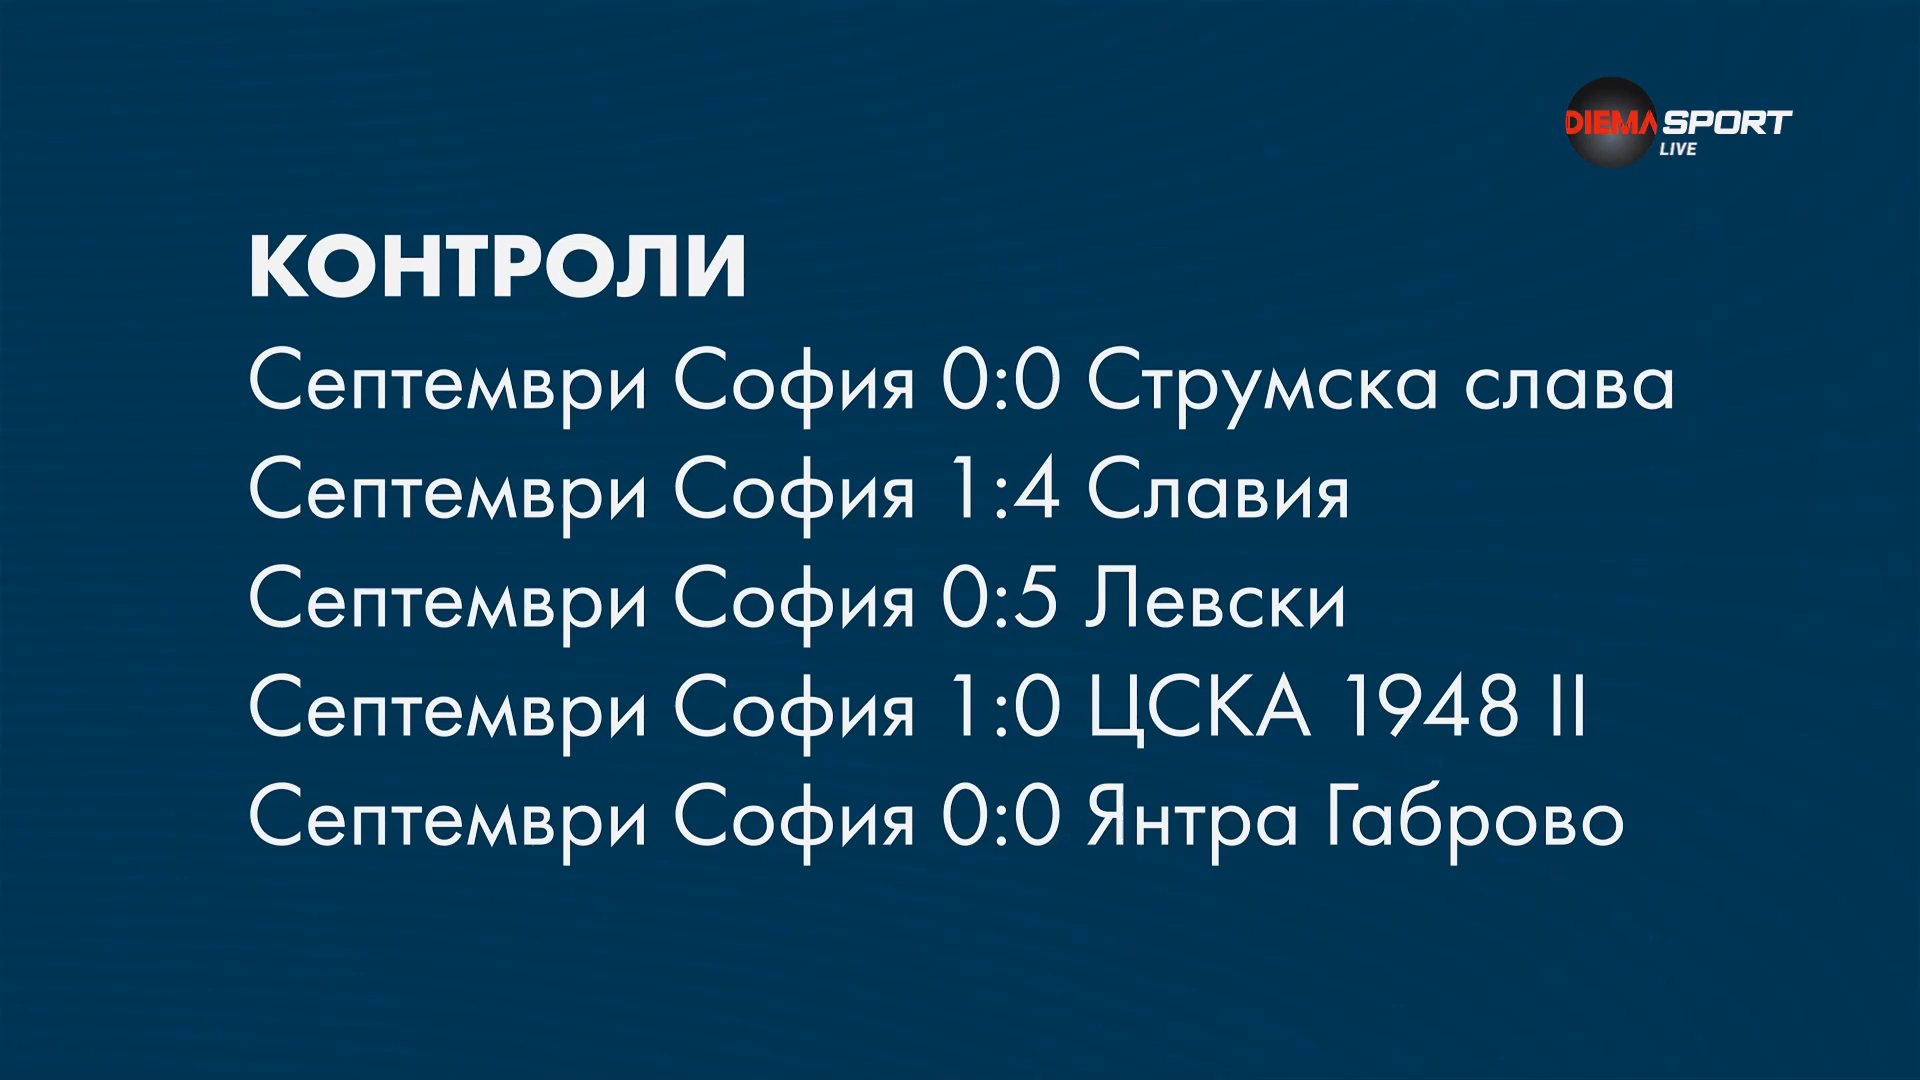 DIEMA SPORT
LIVE
КОНТРОЛИ
Септември София 0:0 Струмска слава
Септември София 1:4 Славия
Септември София 0:5 Левски
Септември София 1:0 ЦСКА 1948 II
Септември София 0:0 Янтра Габрово